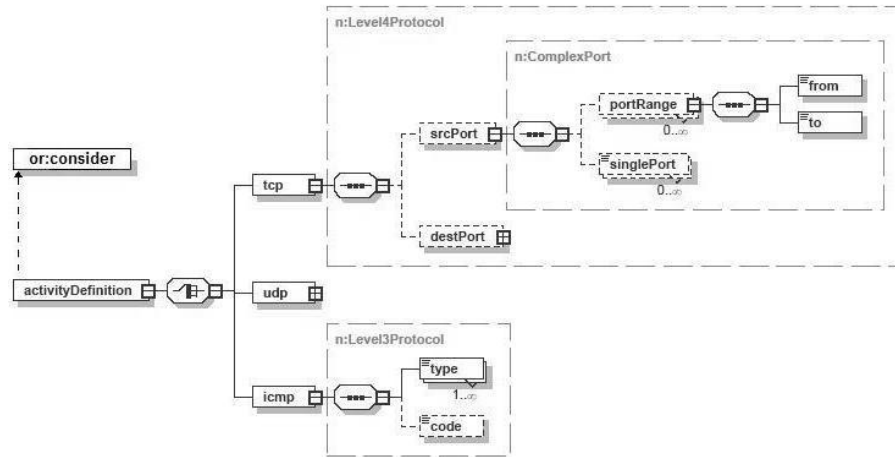 n:Level4Protocol
n:ComplexPort
from
portRange
0..∞
to
srcPort
or:consider
singlePort
0..∞
tcp
destPort
activityDefinition
udp
n:Level3Protocol
type
1..∞
icmp
code